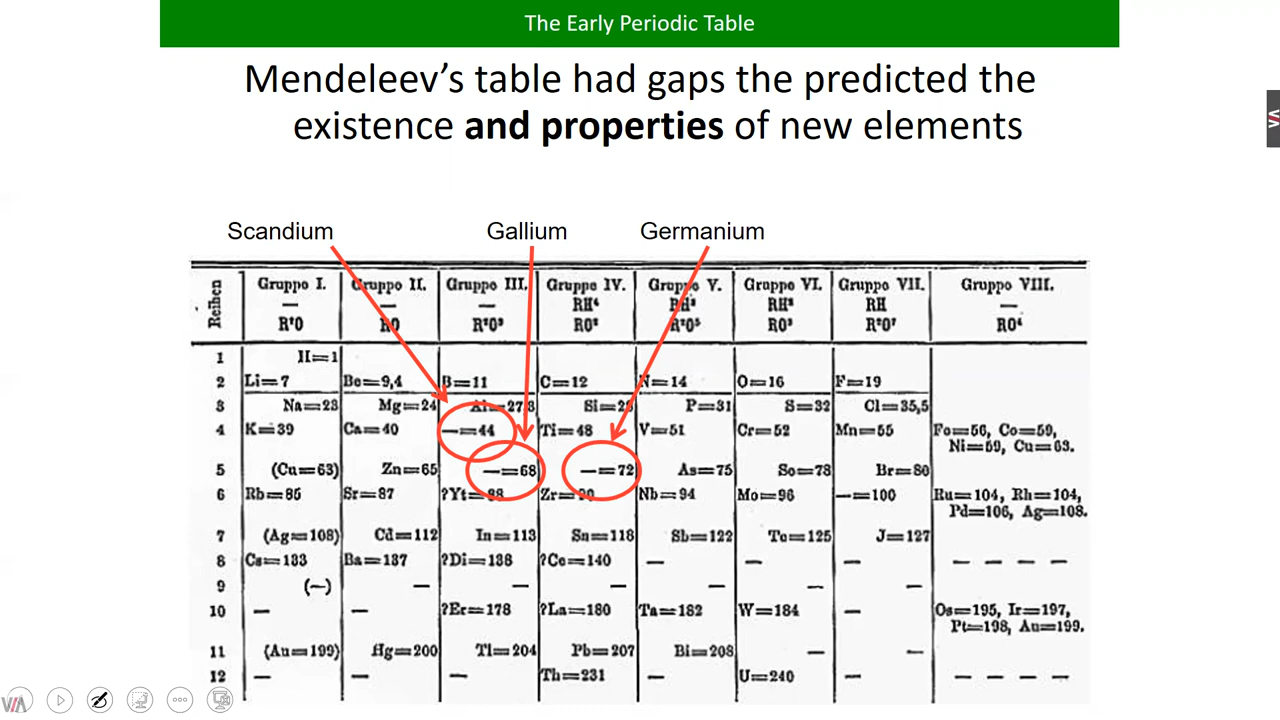 The Early Periodic Table
Mendeleev's table had gaps the predicted the
existence and properties of new elements
Scandium Gallium Germanium
Reihen Gruppo I. Gruppo II. Gruppo III. Gruppo IV. Gruppo V. Gruppo VI. Gruppo VII. Gruppo VIII.
— — — RH⁴ RH³ RH² RH —
R²O RO R²O³ RO² R²O⁵ RO³ R²O⁷ RO⁴
1 H=1
2 Li=7 Be=9,4 B=11 C=12 N=14 O=16 F=19
3 Na=23 Mg=24 Al=27,3 Si=28 P=31 S=32 Cl=35,5
4 K=39 Ca=40 —=44 Ti=48 V=51 Cr=52 Mn=55 Fo=56, Co=59,
Ni=59, Cu=63.
5 (Cu=63) Zn=65 —=68 —=72 As=75 So=78 Br=80
6 Rb=85 Sr=87 ?Yt=88 Zr=90 Nb=94 Mo=96 —=100 Ru=104, Rh=104,
Pd=106, Ag=108.
7 (Ag=108) Cd=112 In=113 Sn=118 Sb=122 To=125 J=127
8 Cs=133 Ba=137 ?Di=138 ?Co=140 — — — — — — —
9 (—) — — — — — —
10 — — ?Er=178 ?La=180 Ta=182 W=184 — Os=195, Ir=197,
Pt=198, Au=199.
11 (Au=199) Hg=200 Tl=204 Pb=207 Bi=208 — —
12 — — — Th=231 — U=240 — — — — —
VIA